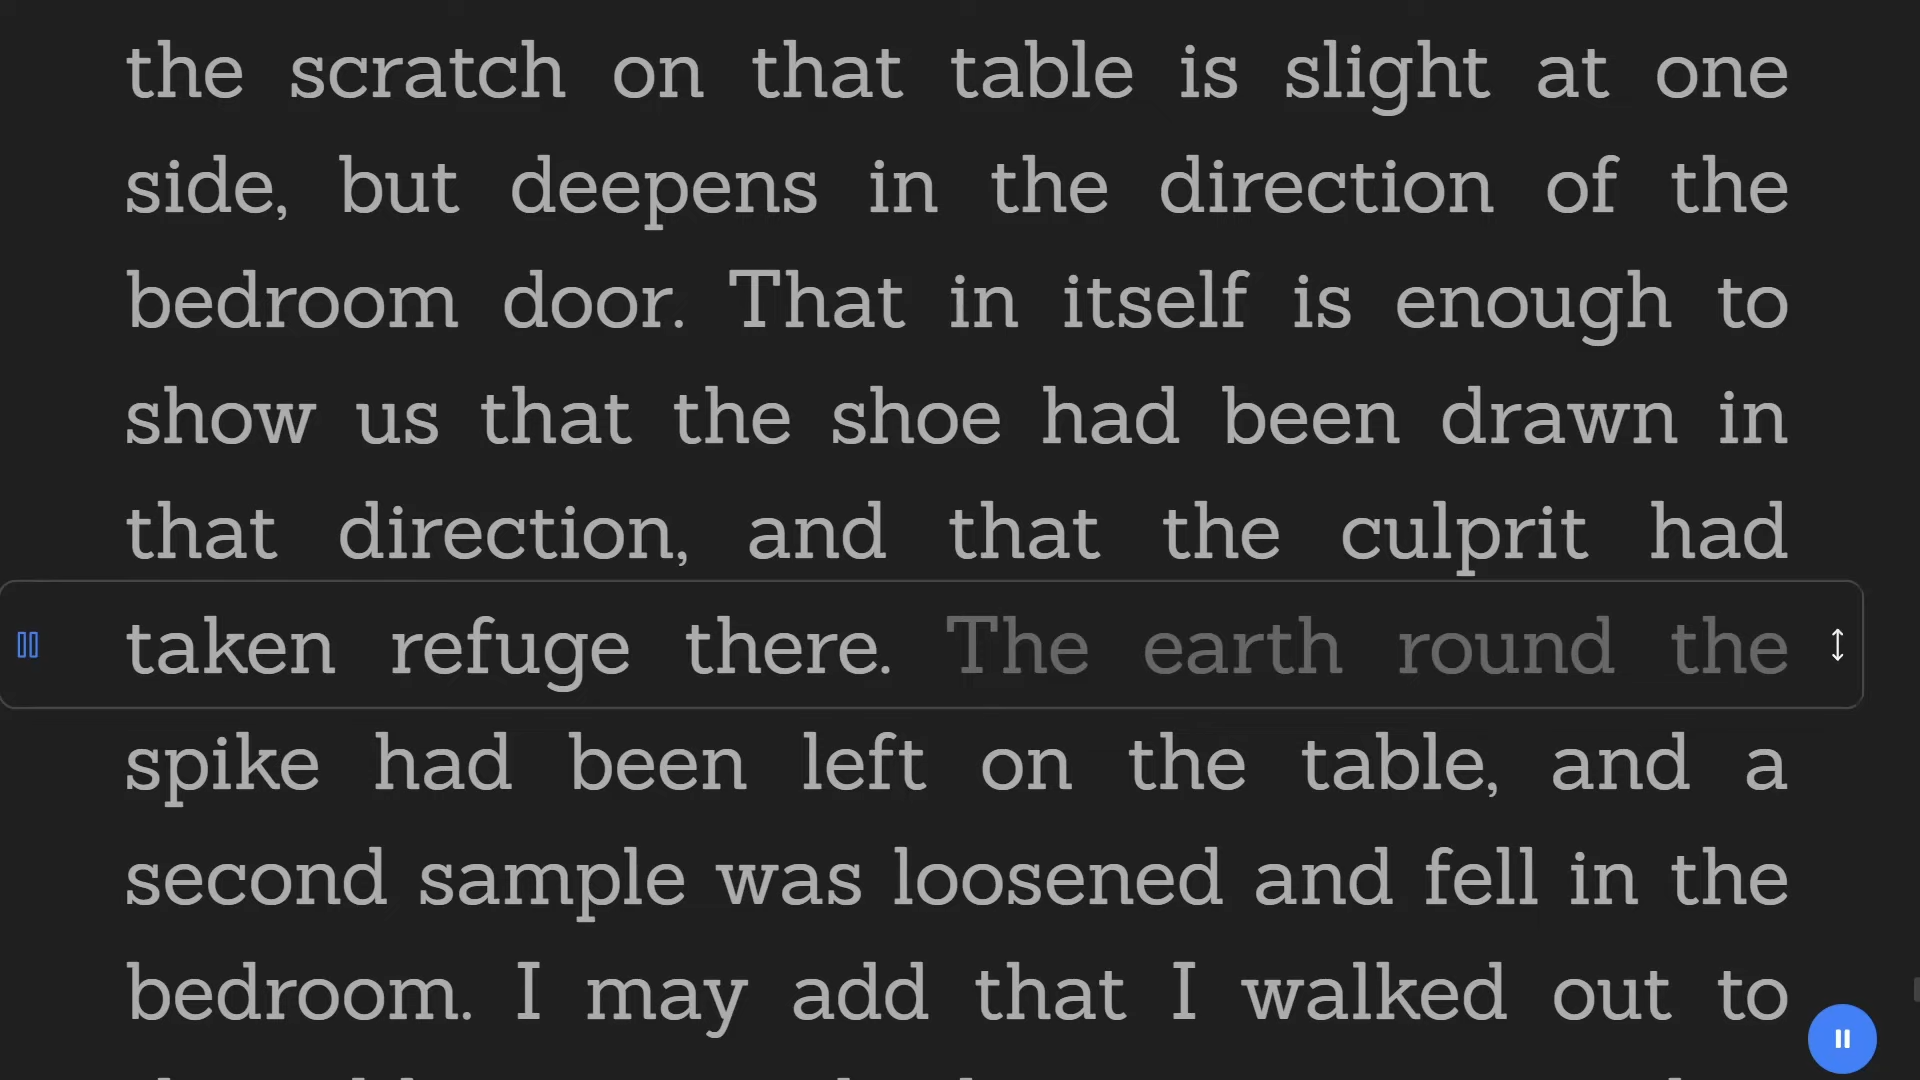 the scratch on that table is slight at one
side, but deepens in the direction of the
bedroom door. That in itself is enough to
show us that the shoe had been drawn in
that direction, and that the culprit had
taken refuge there. The earth round the
spike had been left on the table, and a
second sample was loosened and fell in the
bedroom. I may add that I walked out to